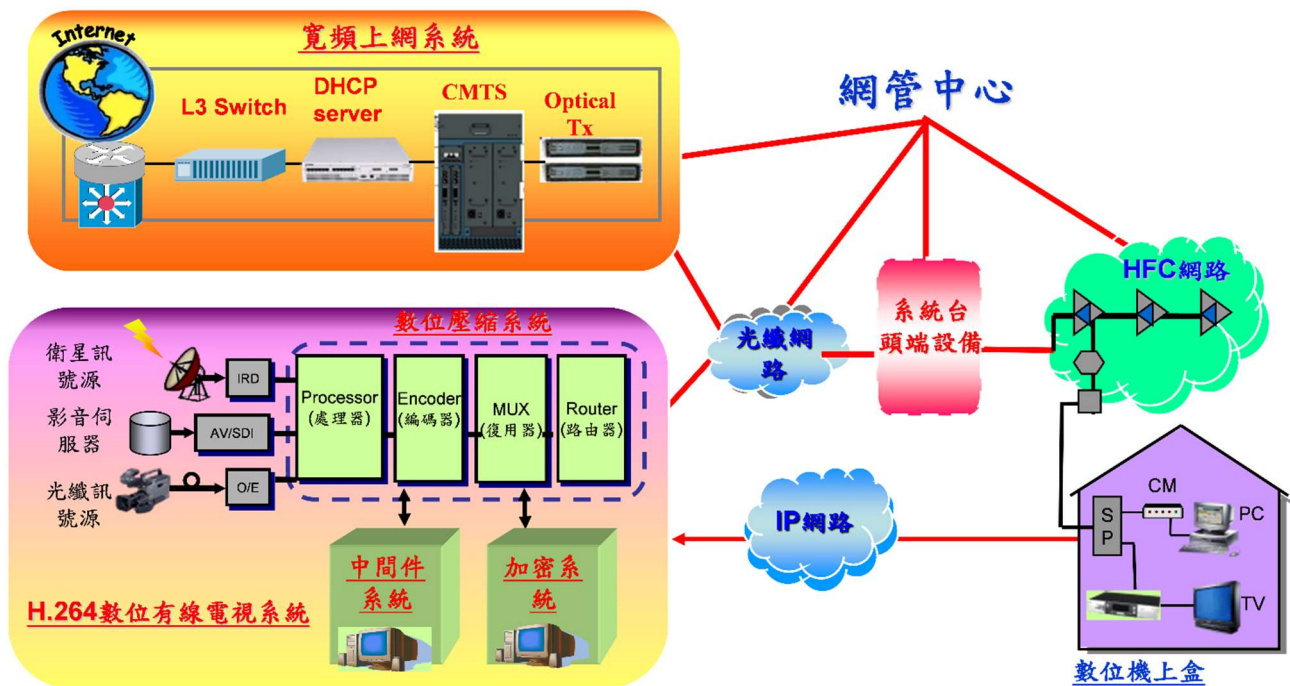 Internet
寬頻上網系統
L3 Switch
DHCP
server
CMTS
Optical
Tx
網管中心
HFC網路
系統台
頭端設備
光纖網
路
數位壓縮系統
衛星訊
號源
IRD
影音伺
服器
AV/SDI
光纖訊
號源
O/E
Processor
(處理器)
Encoder
(編碼器)
MUX
(復用器)
Router
(路由器)
中間件
系統
加密系
統
H.264數位有線電視系統
IP網路
S
P
CM
PC
TV
數位機上盒